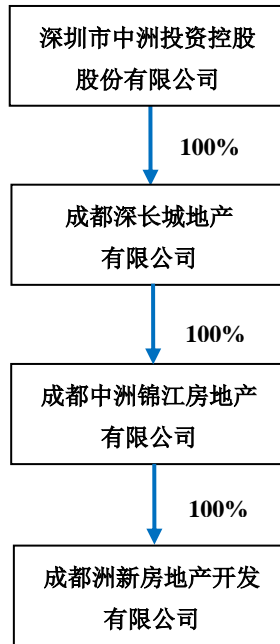 深圳市中洲投资控股
股份有限公司
100%
成都深长城地产
有限公司
100%
成都中洲锦江房地产
有限公司
100%
成都洲新房地产开发
有限公司